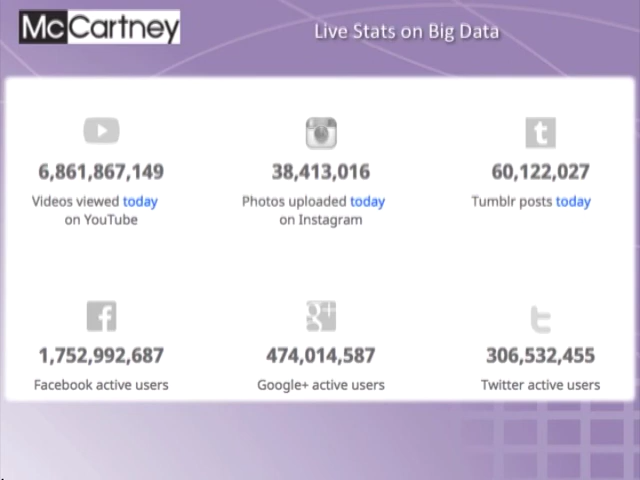 McCartney
Live Stats on Big Data
6,861,867,149
Videos viewed today
on YouTube
38,413,016
Photos uploaded today
on Instagram
60,122,027
Tumblr posts today
1,752,992,687
Facebook active users
474,014,587
Google+ active users
306,532,455
Twitter active users